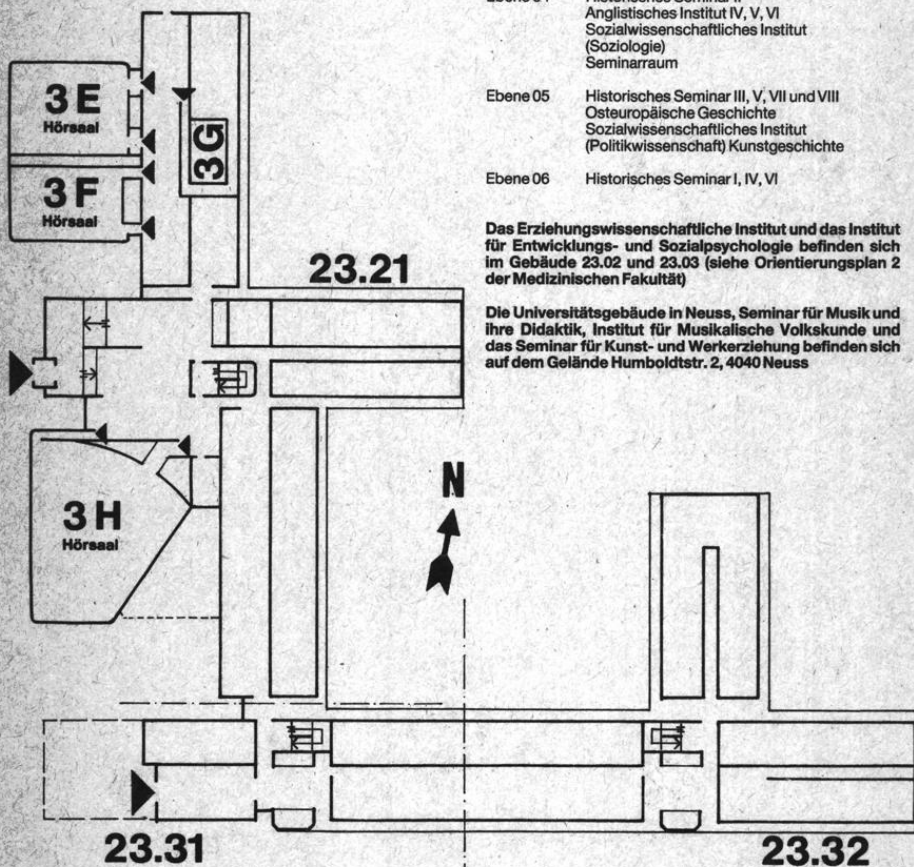 Anglistisches Institut IV, V, VI
Sozialwissenschaftliches Institut
(Soziologie)
Seminarraum
Ebene 05 Historisches Seminar III, V, VII und VIII
Osteuropäische Geschichte
Sozialwissenschaftliches Institut
(Politikwissenschaft) Kunstgeschichte
Ebene 06 Historisches Seminar I, IV, VI
Das Erziehungswissenschaftliche Institut und das Institut
für Entwicklungs- und Sozialpsychologie befinden sich
im Gebäude 23.02 und 23.03 (siehe Orientierungsplan 2
der Medizinischen Fakultät)
Die Universitätsgebäude in Neuss, Seminar für Musik und
ihre Didaktik, Institut für Musikalische Volkskunde und
das Seminar für Kunst- und Werkerziehung befinden sich
auf dem Gelände Humboldtstr. 2, 4040 Neuss
3 E
Hörsaal
3 G
3 F
Hörsaal
23.21
3 H
Hörsaal
N
23.31
23.32